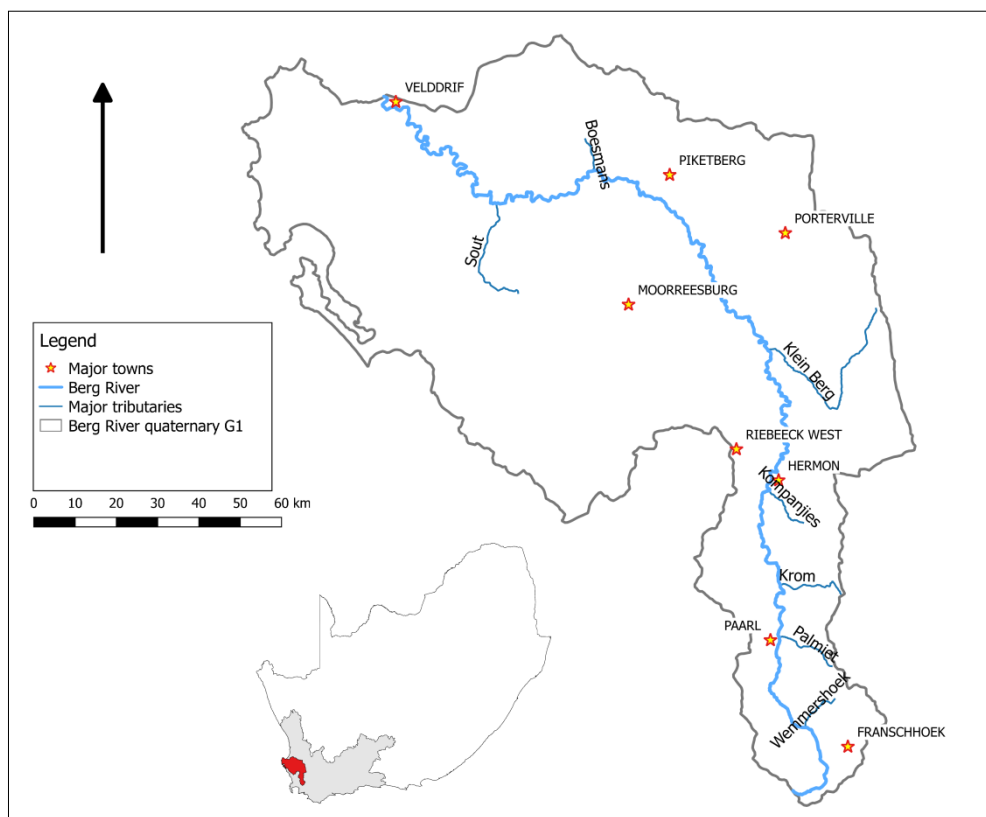 VELDDRIF
Boesmans
PIKETBERG
PORTERVILLE
Sout
MOORREESBURG
Legend
Major towns
Berg River
Major tributaries
Berg River quaternary G1
0 10 20 30 40 50 60 km
Klein Berg
RIEBEECK WEST
HERMON
Kompanjies
Krom
PAARL
Palmiet
Wemmershoek
FRANSCHHOEK